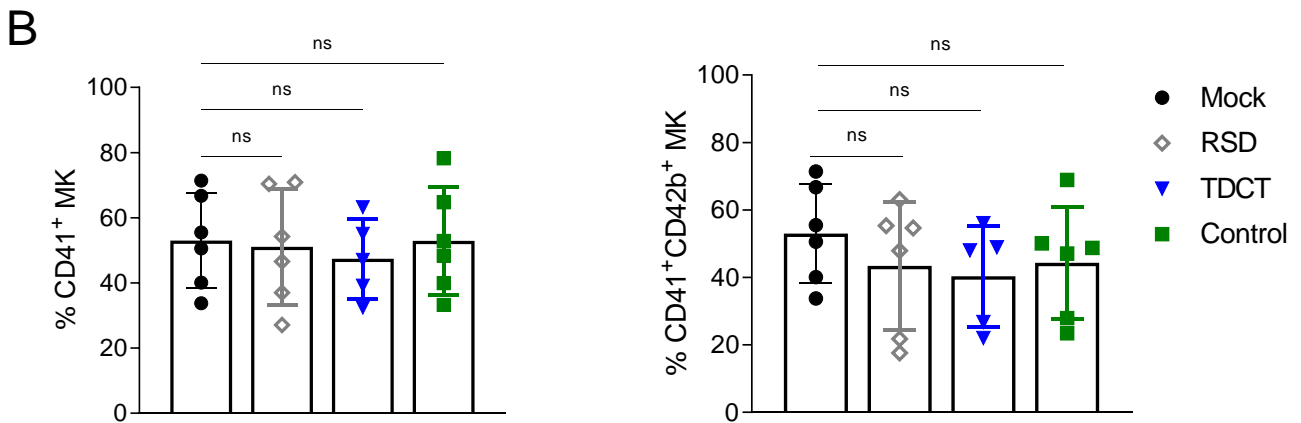 B
ns
ns
ns
100
80
60
40
20
0
% CD41+ MK
ns
ns
ns
100
80
60
40
20
0
% CD41+CD42b+ MK
Mock
RSD
TDCT
Control